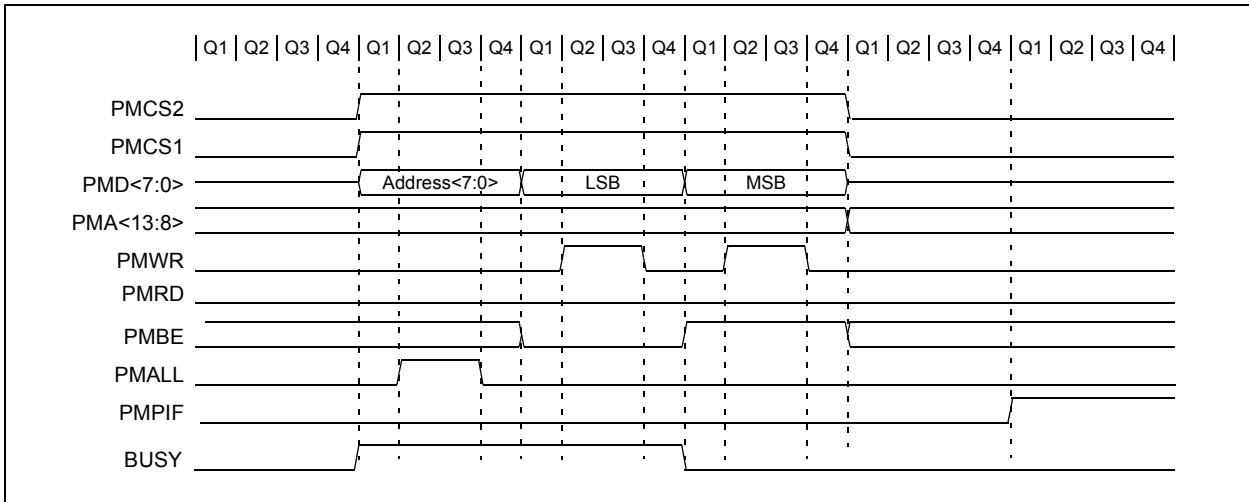 Q1 Q2 Q3 Q4 Q1 Q2 Q3 Q4 Q1 Q2 Q3 Q4 Q1 Q2 Q3 Q4 Q1 Q2 Q3 Q4 Q1 Q2 Q3 Q4
PMCS2
PMCS1
PMD<7:0> Address<7:0> LSB MSB
PMA<13:8>
PMWR
PMRD
PMBE
PMALL
PMPIF
BUSY